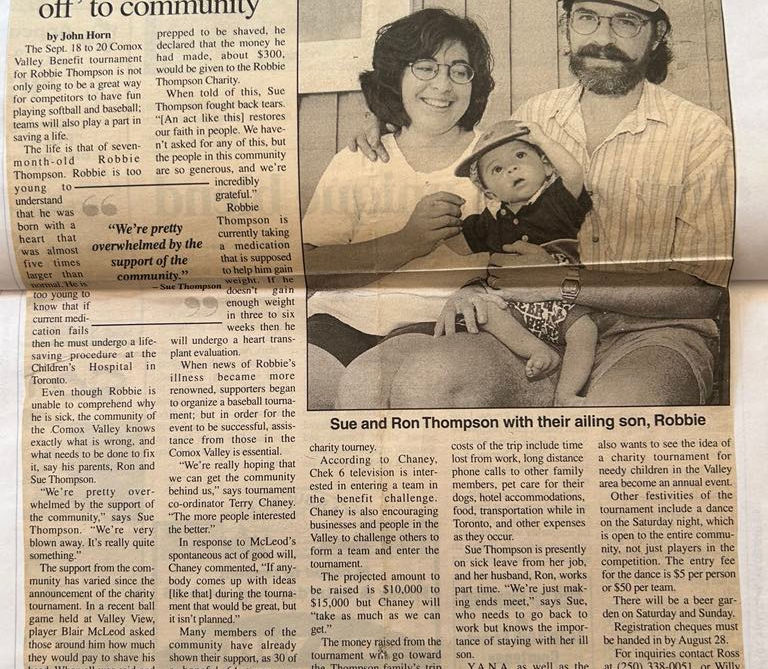 off' to community
by John Horn
The Sept. 18 to 20 Comox
Valley Benefit tournament
for Robbie Thompson is not
only going to be a great way
for competitors to have fun
playing softball and baseball;
teams will also play a part in
saving a life.
The life is that of seven-
month-old Robbie
Thompson. Robbie is too
young to
understand
that he was
born with a
heart that
was almost
five times
larger than
normal. He is
too young to
know that if
current medi-
cation fails
then he must undergo a life-
saving procedure at the
Children's Hospital in
Toronto.
Even though Robbie is
unable to comprehend why
he is sick, the community of
the Comox Valley knows
exactly what is wrong, and
what needs to be done to fix
it, say his parents, Ron and
Sue Thompson.
"We're pretty over-
whelmed by the support of
the community," says Sue
Thompson. "We're very
blown away. It's really quite
something."
The support from the com-
munity has varied since the
announcement of the charity
tournament. In a recent ball
game held at Valley View,
player Blair McLeod asked
those around him how much
they would pay to shave his
prepped to be shaved, he
declared that the money he
had made, about $300,
would be given to the Robbie
Thompson Charity.
When told of this, Sue
Thompson fought back tears.
"[An act like this] restores
our faith in people. We have-
n't asked for any of this, but
the people in this community
are so generous, and we're
incredibly
grateful."
Robbie
Thompson is
currently taking
a medication
that is supposed
to help him gain
weight. If he
doesn't gain
enough weight
in three to six
weeks then he
will undergo a heart trans-
plant evaluation.
When news of Robbie's
illness became more
renowned, supporters began
to organize a baseball tourna-
ment; but in order for the
event to be successful, assis-
tance from those in the
Comox Valley is essential.
"We're really hoping that
we can get the community
behind us," says tournament
co-ordinator Terry Chaney.
"The more people interested
the better."
In response to McLeod's
spontaneous act of good will,
Chaney commented, "If any-
body comes up with ideas
[like that] during the tourna-
ment that would be great, but
it isn't planned."
Many members of the
community have already
shown their support, as 30 of
"We're pretty
overwhelmed by the
support of the
community."
– Sue Thompson
Sue and Ron Thompson with their ailing son, Robbie
charity tourney.
According to Chaney,
Chek 6 television is inter-
ested in entering a team in
the benefit challenge.
Chaney is also encouraging
businesses and people in the
Valley to challenge others to
form a team and enter the
tournament.
The projected amount to
be raised is $10,000 to
$15,000 but Chaney will
"take as much as we can
get."
The money raised from the
tournament will go toward
the Thompson family's trip
costs of the trip include time
lost from work, long distance
phone calls to other family
members, pet care for their
dogs, hotel accommodations,
food, transportation while in
Toronto, and other expenses
as they occur.
Sue Thompson is presently
on sick leave from her job,
and her husband, Ron, works
part time. "We're just mak-
ing ends meet," says Sue,
who needs to go back to
work but knows the impor-
tance of staying with her ill
son.
Y.A.N.A. as well as the
also wants to see the idea of
a charity tournament for
needy children in the Valley
area become an annual event.
Other festivities of the
tournament include a dance
on the Saturday night, which
is open to the entire commu-
nity, not just players in the
competition. The entry fee
for the dance is $5 per person
or $50 per team.
There will be a beer gar-
den on Saturday and Sunday.
Registration cheques must
be handed in by August 28.
For inquiries contact Ross
at (250)